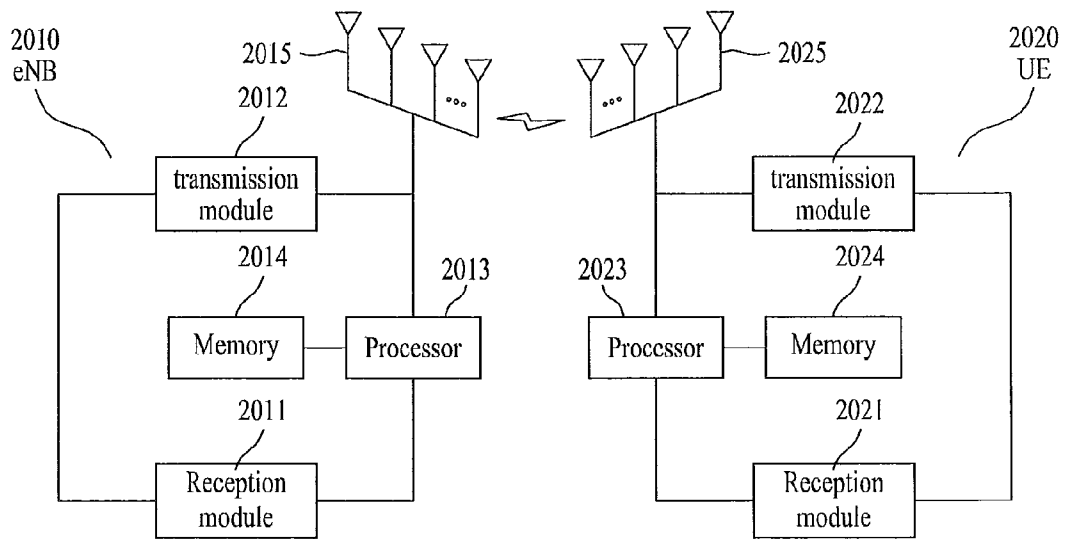 2010
eNB
2015
2012
transmission
module
2014
Memory
2013
Processor
2011
Reception
module
2025
2020
UE
2022
transmission
module
2023
Processor
2024
Memory
2021
Reception
module